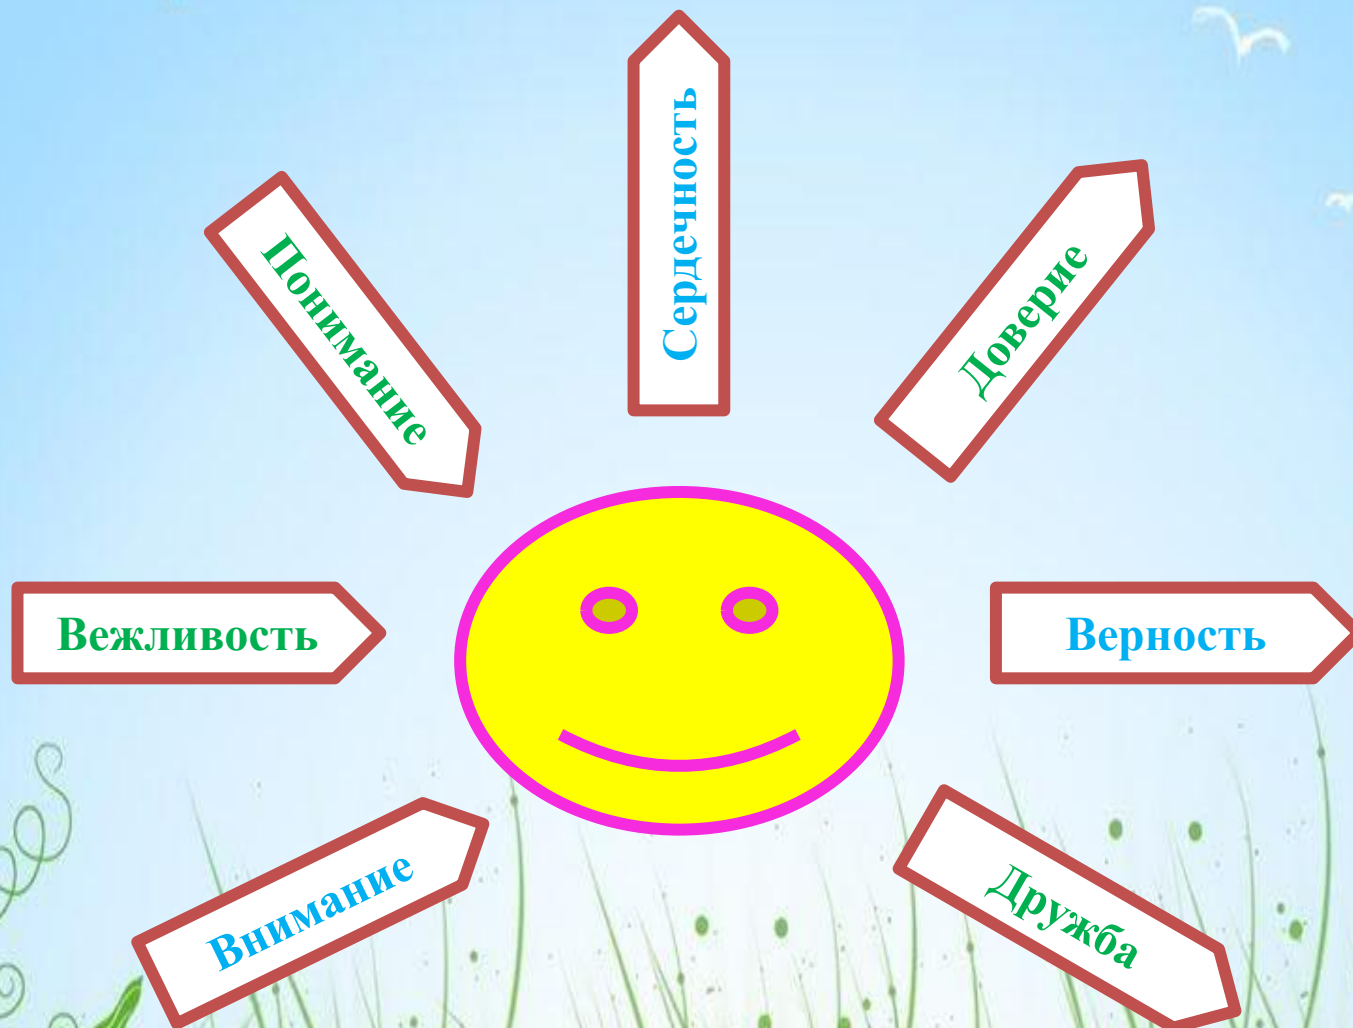 Сердечность
Понимание
Доверие
Вежливость
Верность
Внимание
Дружба